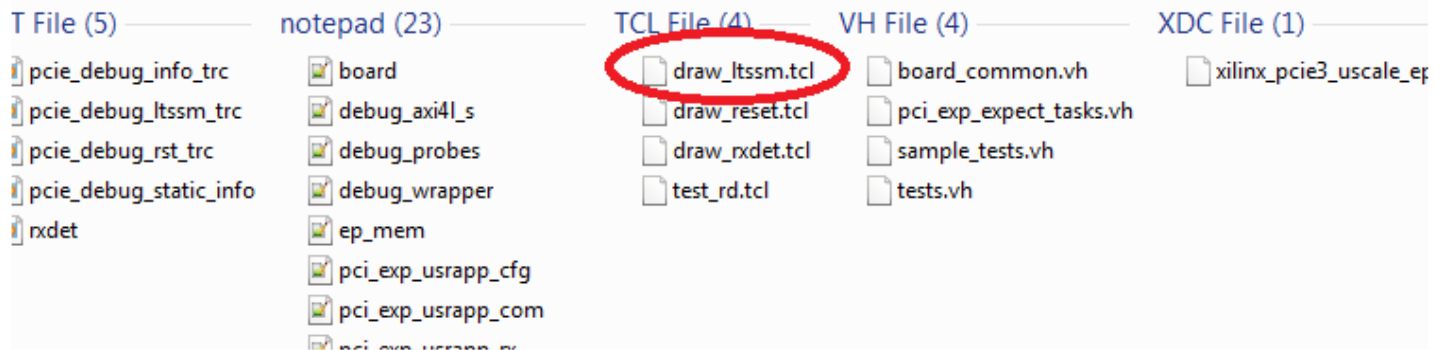 T File (5)
pcie_debug_info_trc
pcie_debug_ltssm_trc
pcie_debug_rst_trc
pcie_debug_static_info
rxdet
notepad (23)
board
debug_axi4l_s
debug_probes
debug_wrapper
ep_mem
pci_exp_usrapp_cfg
pci_exp_usrapp_com
pci_exp_usrapp_rx
TCL File (4)
draw_ltssm.tcl
draw_reset.tcl
draw_rxdet.tcl
test_rd.tcl
VH File (4)
board_common.vh
pci_exp_expect_tasks.vh
sample_tests.vh
tests.vh
XDC File (1)
xilinx_pcie3_uscale_ep